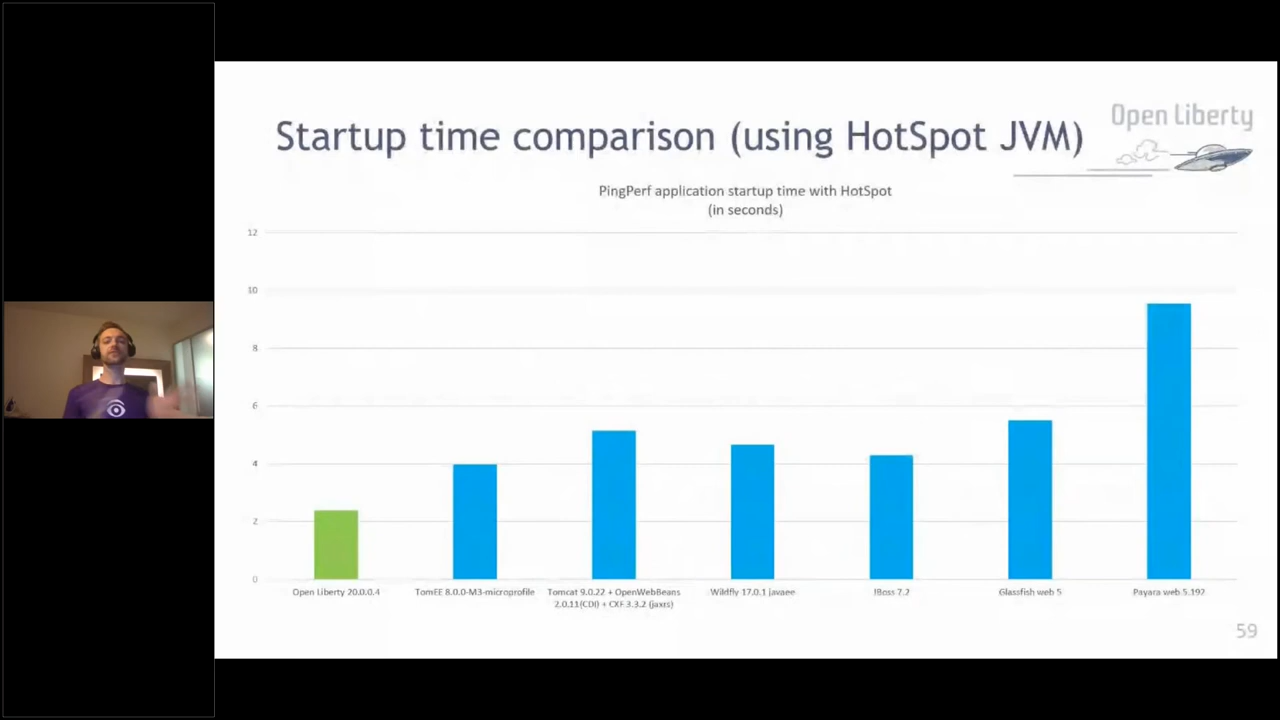 Startup time comparison (using HotSpot JVM)
Open Liberty
PingPerf application startup time with HotSpot
(in seconds)
12
10
8
6
4
2
0
Open Liberty 20.0.0.4
TomEE 8.0.0-M3-microprofile
Tomcat 9.0.22 + OpenWebBeans
2.0.11(CDI) + CXF 3.3.2 (jaxrs)
Wildfly 17.0.1 javaee
JBoss 7.2
Glassfish web 5
Payara web 5.192
59